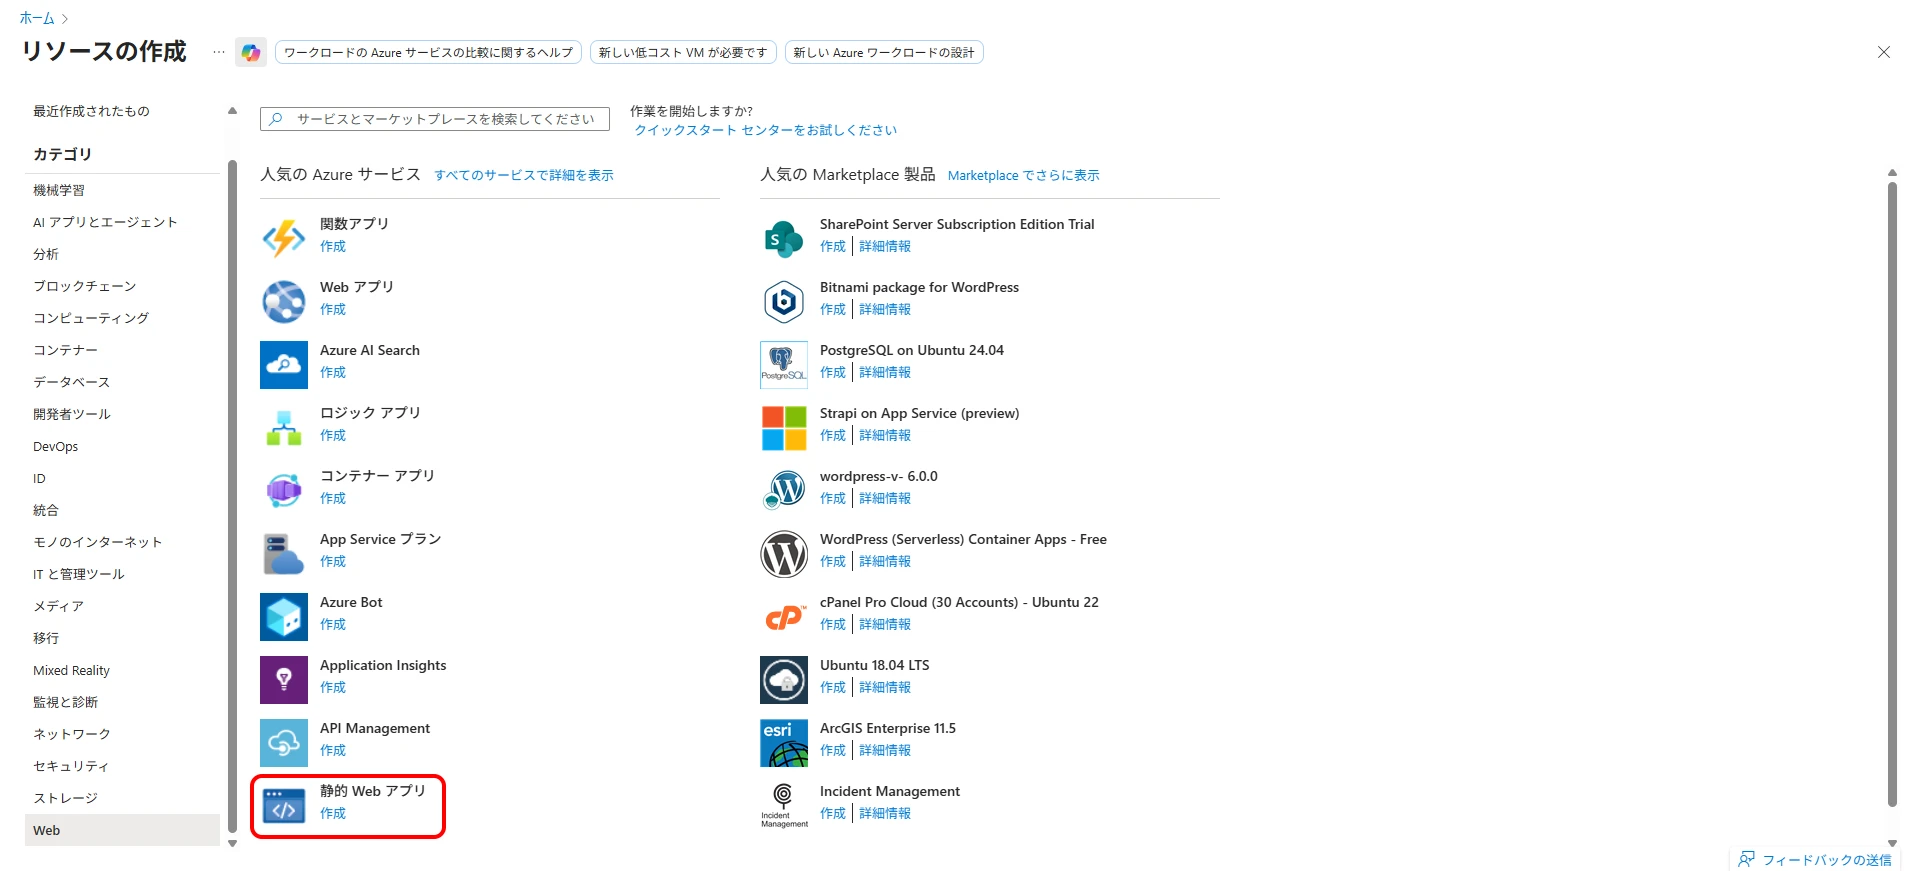 ホーム
リソースの作成
ワークロードの Azure サービスの比較に関するヘルプ
新しい低コスト VM が必要です
新しい Azure ワークロードの設計
最近作成されたもの
カテゴリ
機械学習
AI アプリとエージェント
分析
ブロックチェーン
コンピューティング
コンテナー
データベース
開発者ツール
DevOps
ID
統合
モノのインターネット
IT と管理ツール
メディア
移行
Mixed Reality
監視と診断
ネットワーク
セキュリティ
ストレージ
Web
サービスとマーケットプレースを検索してください
作業を開始しますか?
クイックスタート センターをお試しください
人気の Azure サービス すべてのサービスで詳細を表示
関数アプリ
作成
Web アプリ
作成
Azure AI Search
作成
ロジック アプリ
作成
コンテナー アプリ
作成
App Service プラン
作成
Azure Bot
作成
Application Insights
作成
API Management
作成
静的 Web アプリ
作成
人気の Marketplace 製品 Marketplace でさらに表示
SharePoint Server Subscription Edition Trial
作成 詳細情報
Bitnami package for WordPress
作成 詳細情報
PostgreSQL
PostgreSQL on Ubuntu 24.04
作成 詳細情報
Strapi on App Service (preview)
作成 詳細情報
wordpress-v- 6.0.0
作成 詳細情報
WordPress (Serverless) Container Apps - Free
作成 詳細情報
cP
cPanel Pro Cloud (30 Accounts) - Ubuntu 22
作成 詳細情報
Ubuntu 18.04 LTS
作成 詳細情報
esri
ArcGIS Enterprise 11.5
作成 詳細情報
Incident
Management
Incident Management
作成 詳細情報
フィードバックの送信